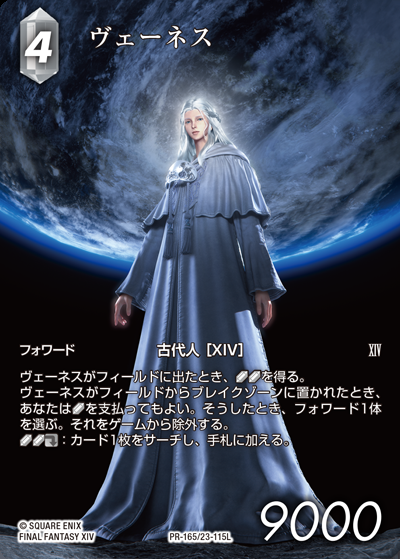 4
ヴェーネス
フォワード 古代人 [XIV] XIV
ヴェーネスがフィールドに出たとき、を得る。
ヴェーネスがフィールドからブレイクゾーンに置かれたとき、
あなたはを支払ってもよい。そうしたとき、フォワード1体
を選ぶ。それをゲームから除外する。
:カード1枚をサーチし、手札に加える。
© SQUARE ENIX
FINAL FANTASY XIV
PR-165/23-115L
9000